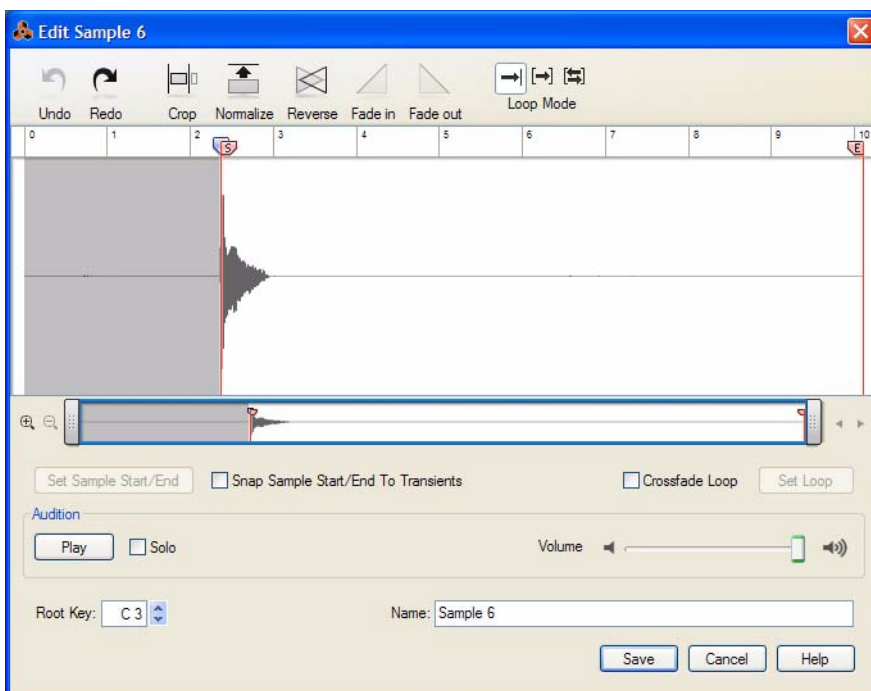 Edit Sample 6
Undo Redo Crop Normalize Reverse Fade in Fade out Loop Mode
0 1 2 3 4 5 6 7 8 9 10
S E
Set Sample Start/End Snap Sample Start/End To Transients Crossfade Loop Set Loop
Audition
Play Solo Volume
Root Key: C 3 Name: Sample 6
Save Cancel Help